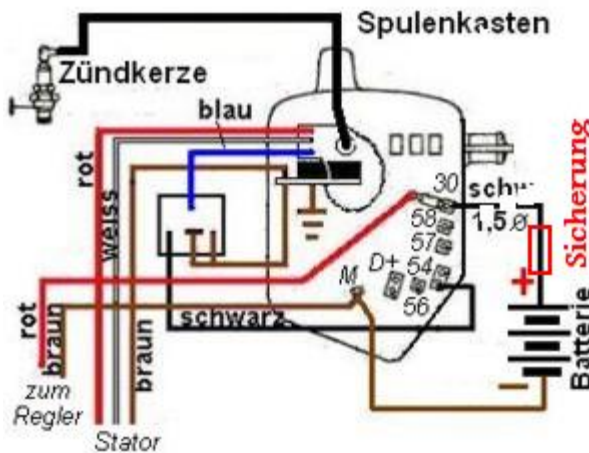 Spulenkasten
Zündkerze
blau
rot
weiss
30
1,5 ø
58
57
54
56
D+
M
Sicherung
+
Batterie
−
schwarz
rot
braun
braun
zum
Regler
Stator